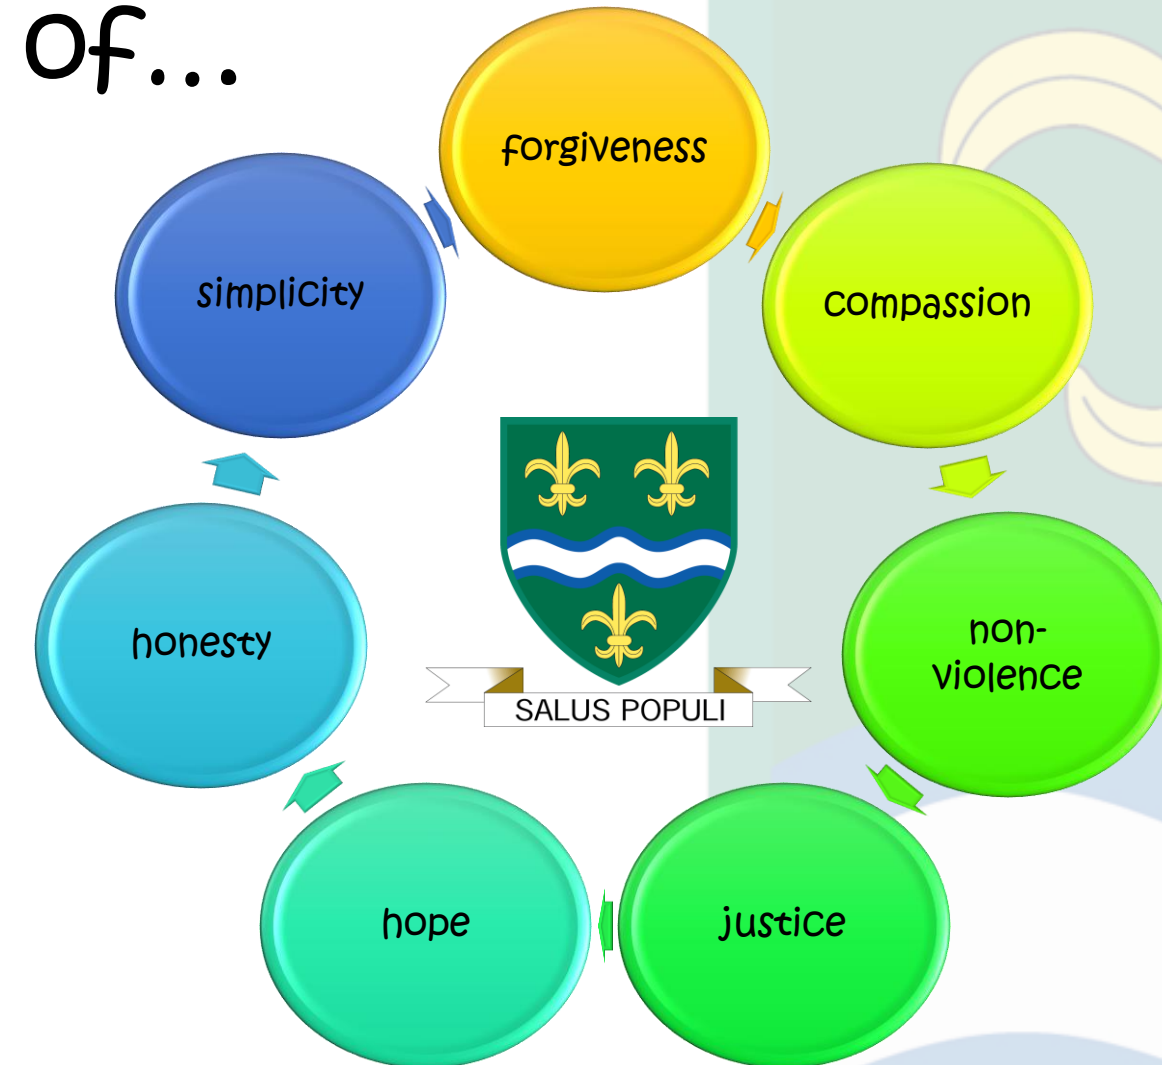 of...
forgiveness
simplicity
compassion
non-
violence
honesty
SALUS POPULI
hope
justice